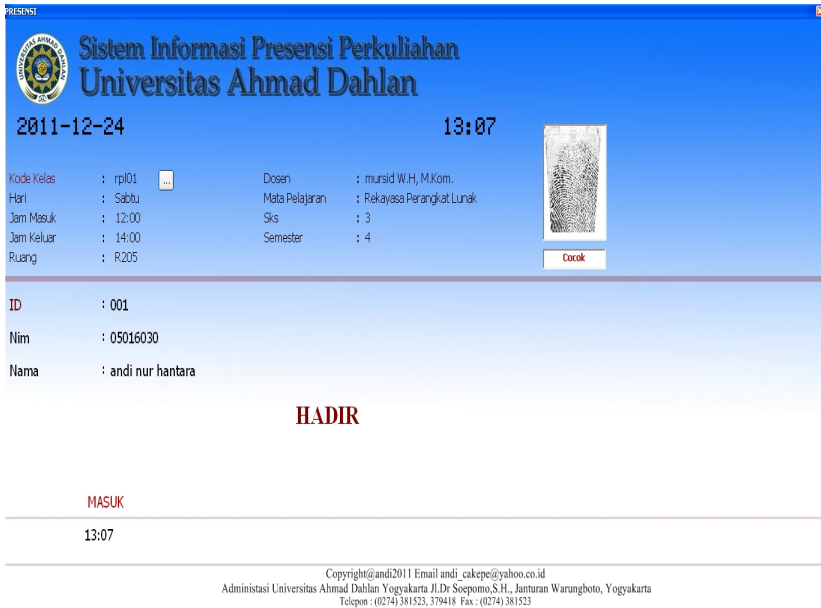 PRESENSI
UNIVERSITAS AHMAD DAHLAN
Sistem Informasi Presensi Perkuliahan
Universitas Ahmad Dahlan
2011-12-24 13:07
Kode Kelas : rpl01 ... Dosen : mursid W.H, M.Kom.
Hari : Sabtu Mata Pelajaran : Rekayasa Perangkat Lunak
Jam Masuk : 12:00 Sks : 3
Jam Keluar : 14:00 Semester : 4
Ruang : R205
Cocok
ID : 001
Nim : 05016030
Nama : andi nur hantara
HADIR
MASUK
13:07
Copyright@andi2011 Email andi_cakepe@yahoo.co.id
Administasi Universitas Ahmad Dahlan Yogyakarta Jl.Dr Soepomo,S.H., Janturan Warungboto, Yogyakarta
Telepon : (0274) 381523, 379418 Fax : (0274) 381523